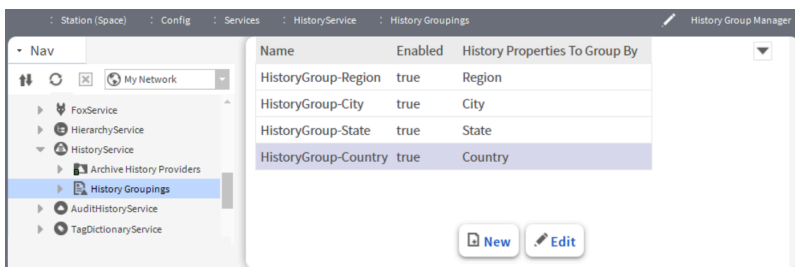 : Station (Space) : Config : Services : HistoryService : History Groupings History Group Manager
Nav
My Network
FoxService
HierarchyService
HistoryService
Archive History Providers
History Groupings
AuditHistoryService
TagDictionaryService
Name Enabled History Properties To Group By
HistoryGroup-Region true Region
HistoryGroup-City true City
HistoryGroup-State true State
HistoryGroup-Country true Country
New Edit